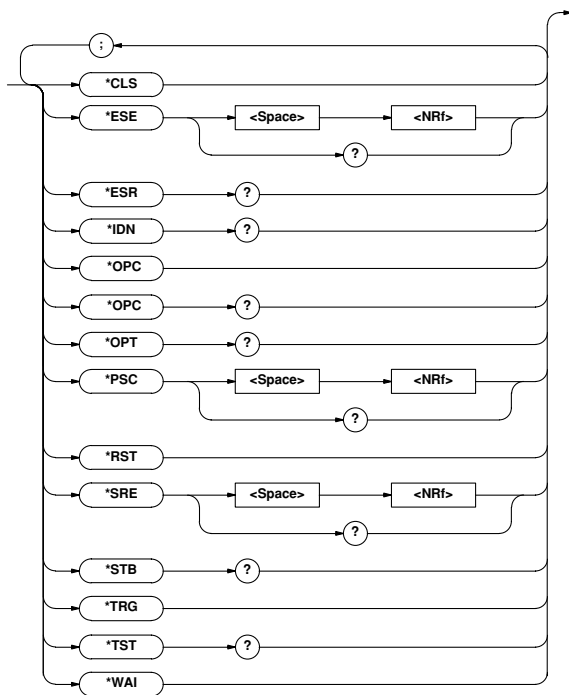 ;
*CLS
*ESE <Space> <NRf>
?
*ESR ?
*IDN ?
*OPC
*OPC ?
*OPT ?
*PSC <Space> <NRf>
?
*RST
*SRE <Space> <NRf>
?
*STB ?
*TRG
*TST ?
*WAI